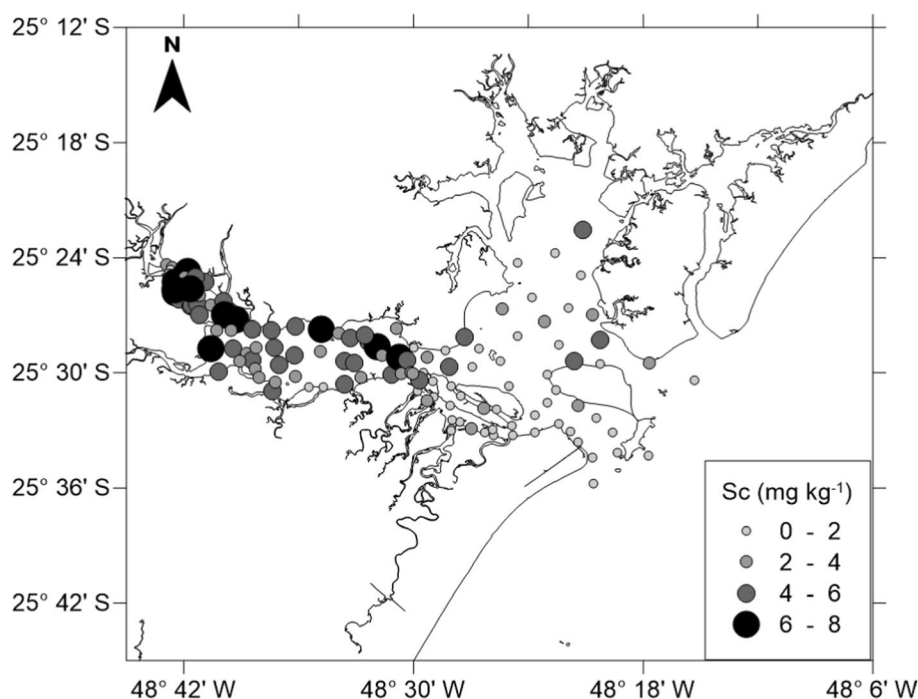 25° 12' S
N
25° 18' S
25° 24' S
25° 30' S
25° 36' S
25° 42' S
Sc (mg kg⁻¹)
0 - 2
2 - 4
4 - 6
6 - 8
48° 42' W 48° 30' W 48° 18' W 48° 6' W